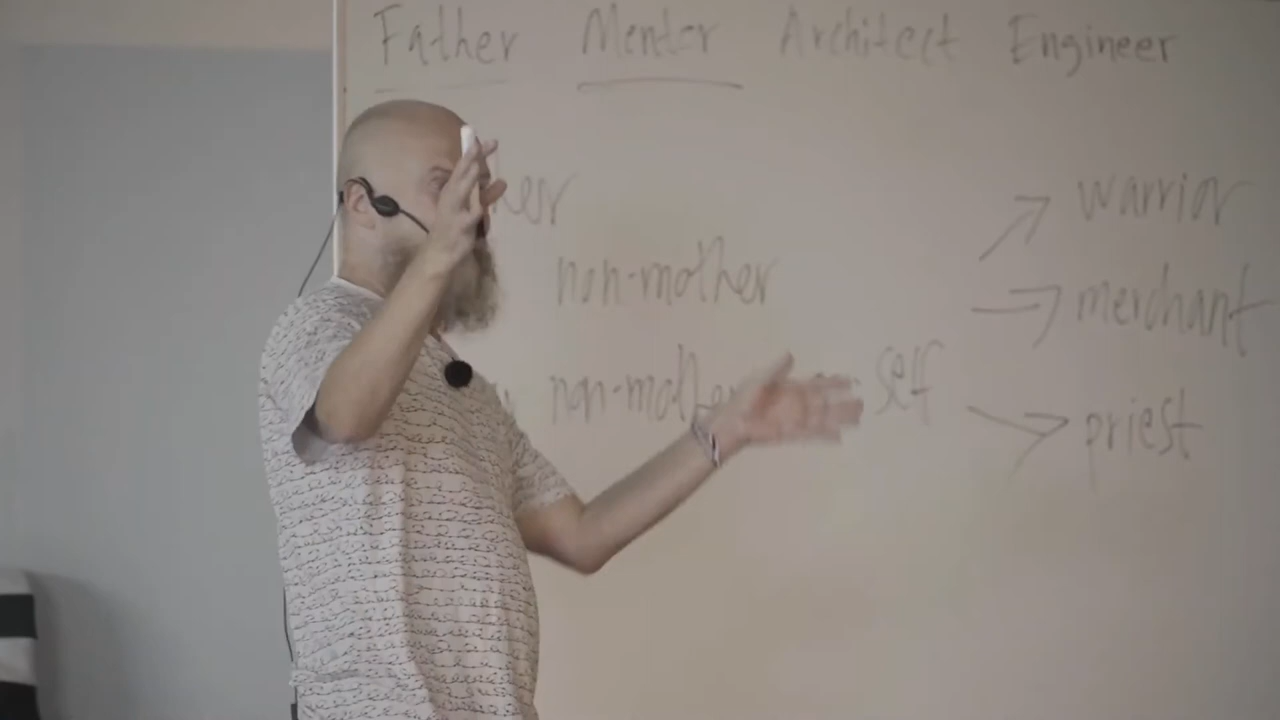 Father Mentor Architect Engineer
warrior
non-mother
merchant
non-mother self
priest